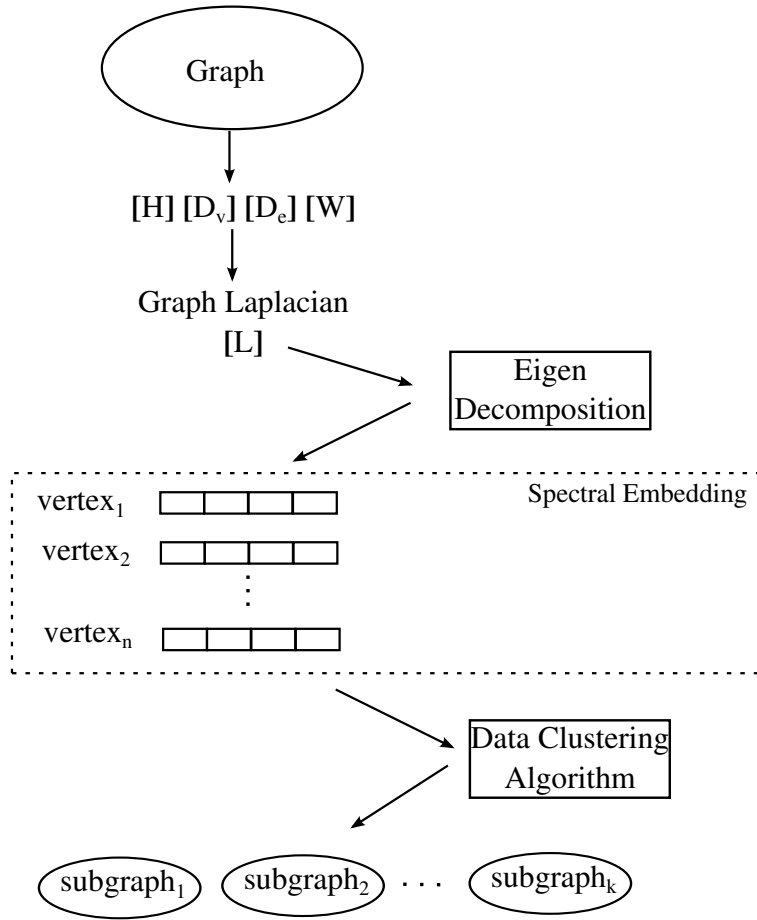 Graph
[H] [Dᵥ] [Dₑ] [W]
Graph Laplacian
[L]
Eigen
Decomposition
Spectral Embedding
vertex₁
vertex₂
⋮
vertexₙ
Data Clustering
Algorithm
subgraph₁ subgraph₂ . . . subgraphₖ